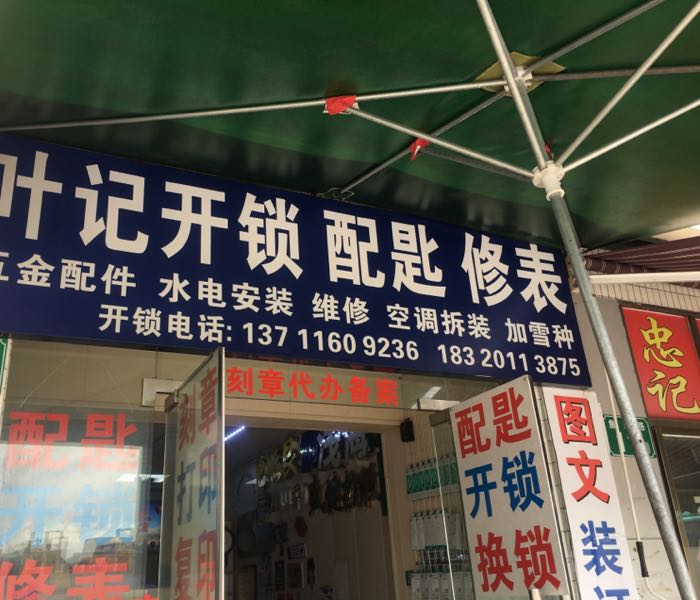 叶记开锁 配匙 修表
五金配件 水电安装 维修 空调拆装 加雪种
开锁电话: 137 1160 9236 183 2011 3875
刻章代办备案
配匙
修表
刻章
打印
复印
配匙
开锁
换锁
图文
装订
忠记